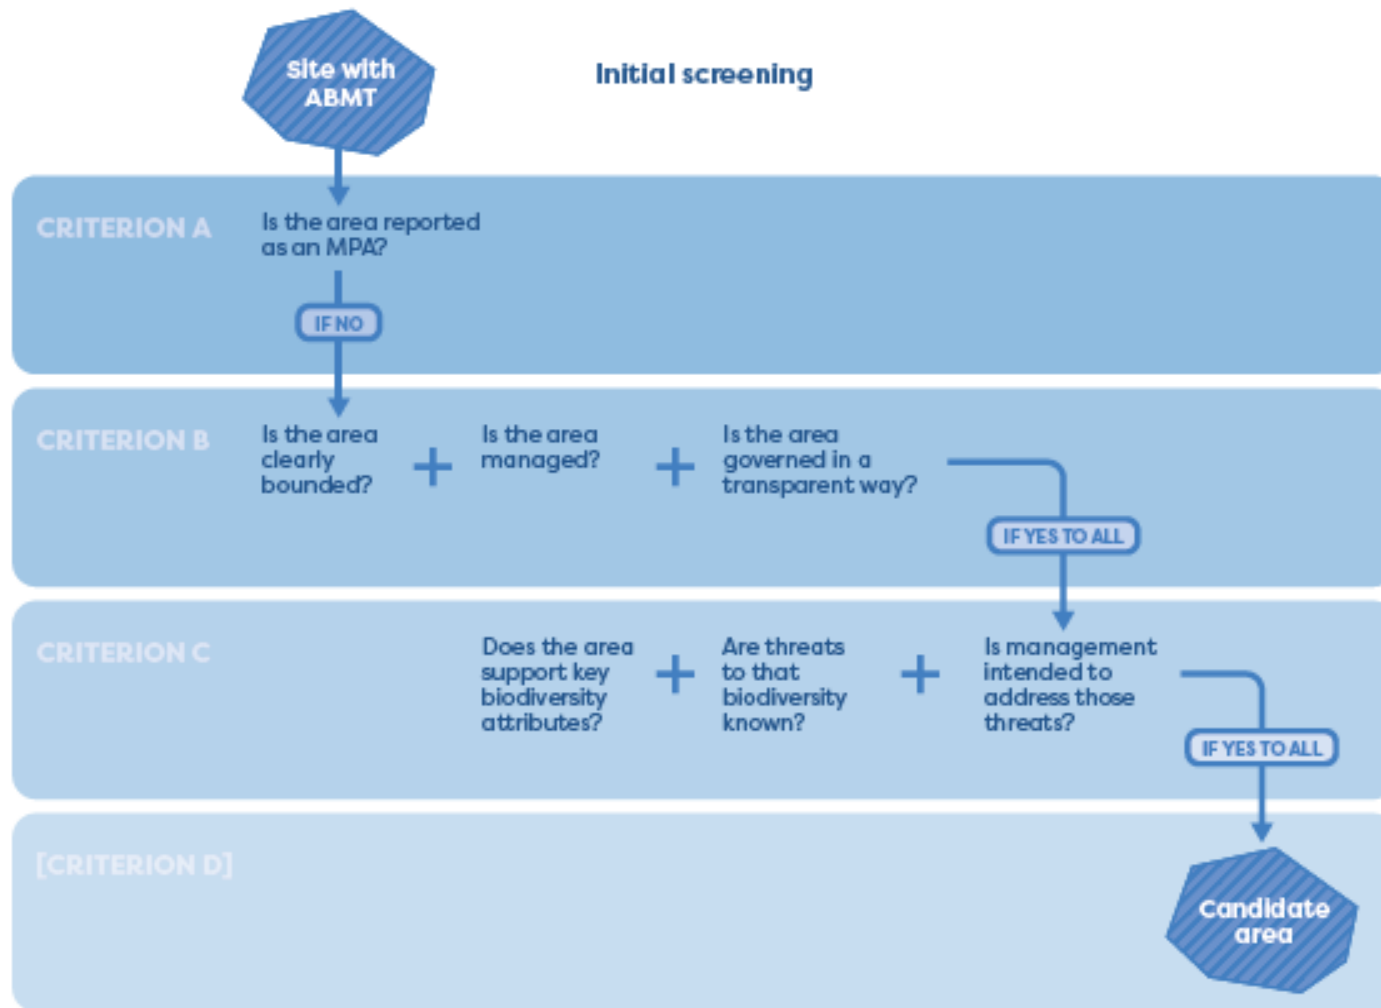 Site with
ABMT
Initial screening
CRITERION A
Is the area reported
as an MPA?
IF NO
CRITERION B
Is the area
clearly
bounded?
+
Is the area
managed?
+
Is the area
governed in a
transparent way?
IF YES TO ALL
CRITERION C
Does the area
support key
biodiversity
attributes?
+
Are threats
to that
biodiversity
known?
+
Is management
intended to
address those
threats?
IF YES TO ALL
[CRITERION D]
Candidate
area